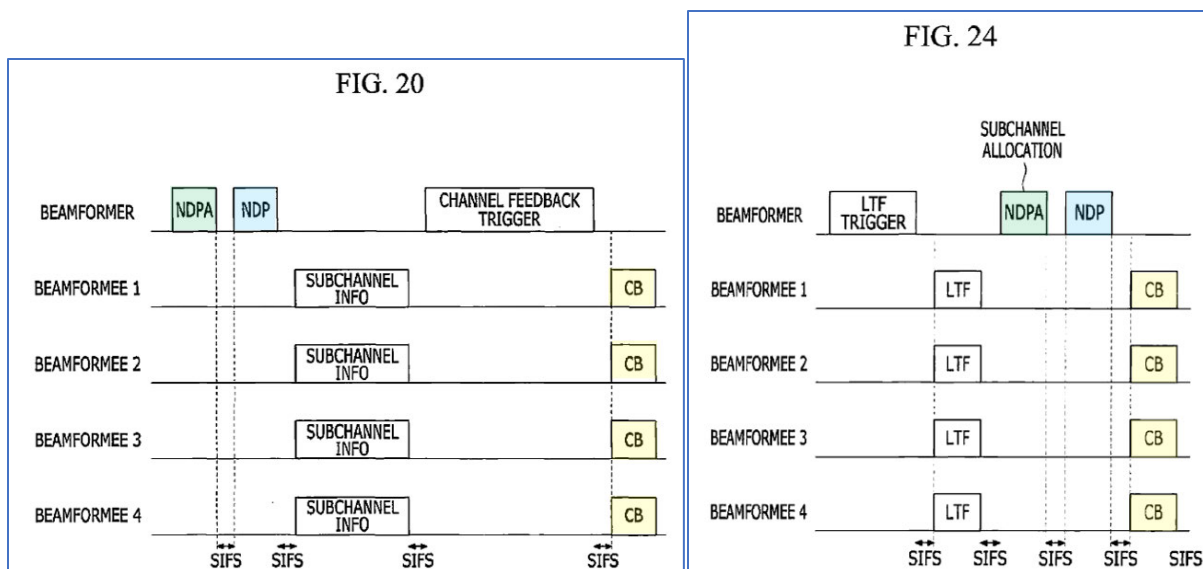 FIG. 20
BEAMFORMER
NDPA
NDP
CHANNEL FEEDBACK
TRIGGER
BEAMFORMEE 1
SUBCHANNEL
INFO
CB
BEAMFORMEE 2
SUBCHANNEL
INFO
CB
BEAMFORMEE 3
SUBCHANNEL
INFO
CB
BEAMFORMEE 4
SUBCHANNEL
INFO
CB
SIFS SIFS SIFS SIFS
FIG. 24
SUBCHANNEL
ALLOCATION
BEAMFORMER
LTF
TRIGGER
NDPA
NDP
BEAMFORMEE 1
LTF
CB
BEAMFORMEE 2
LTF
CB
BEAMFORMEE 3
LTF
CB
BEAMFORMEE 4
LTF
CB
SIFS SIFS SIFS SIFS SIFS